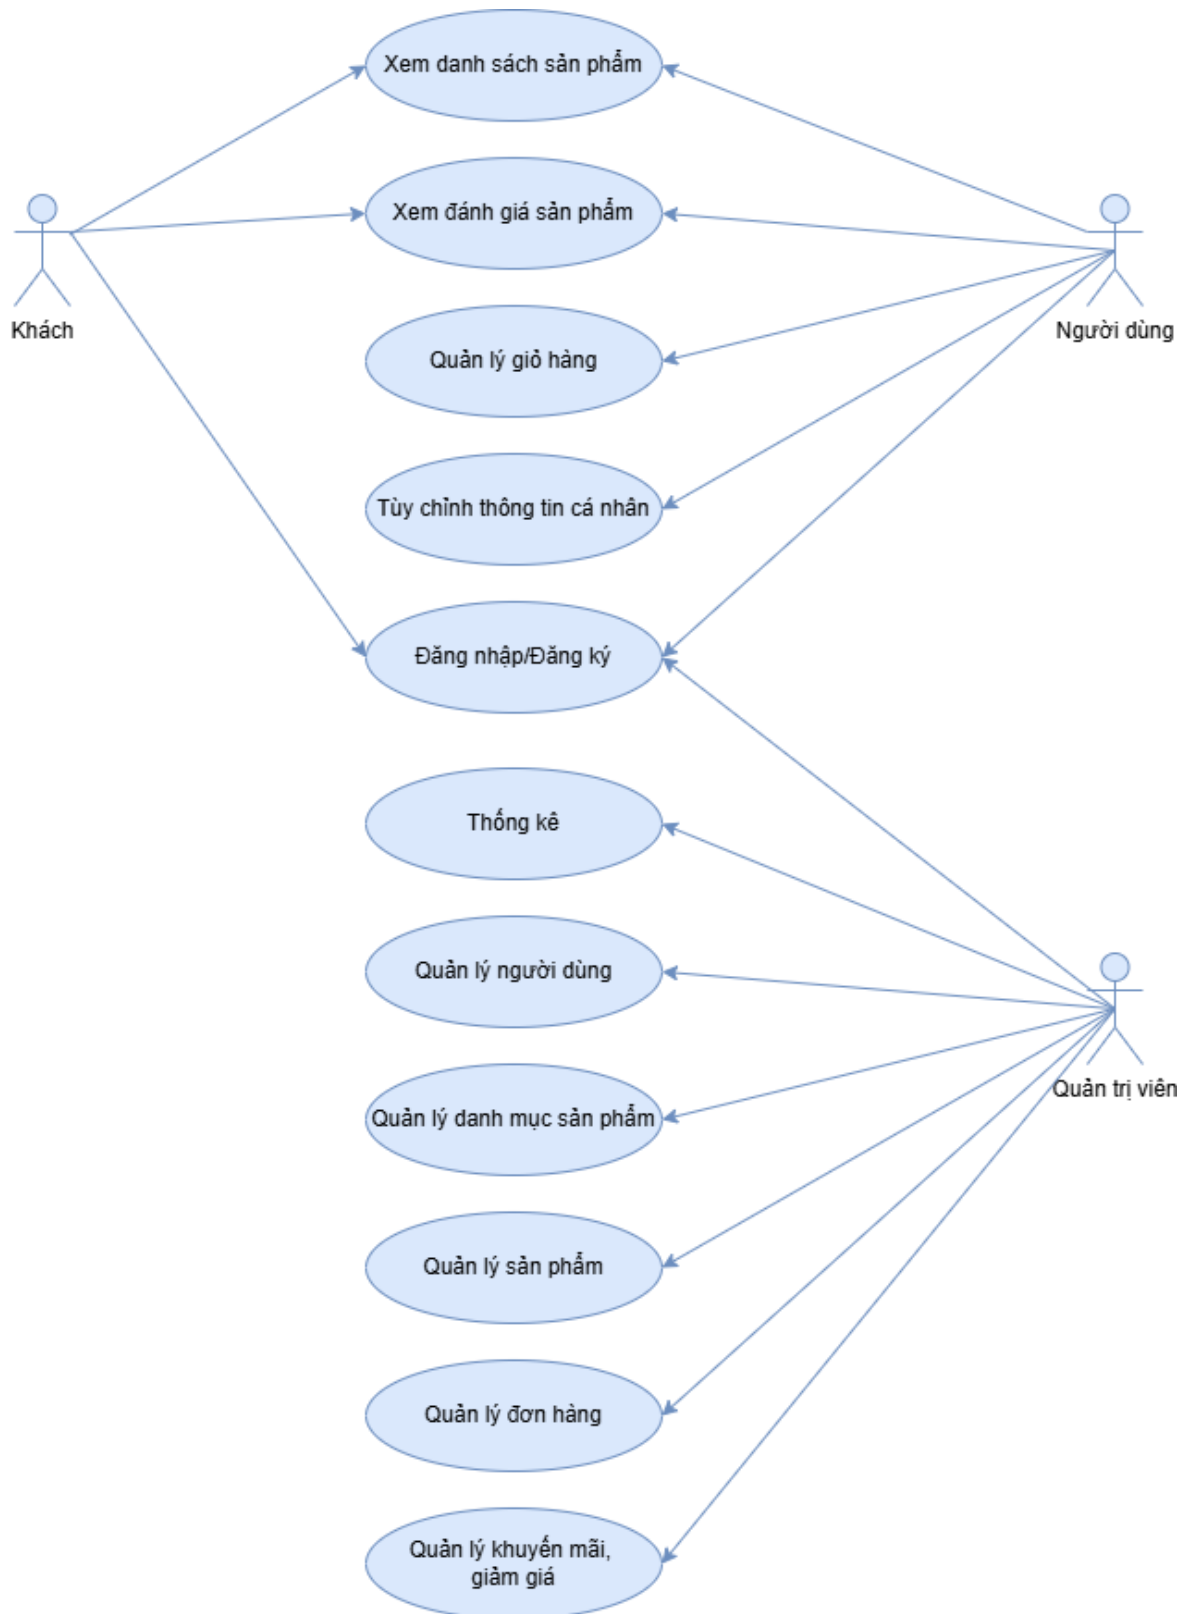 Xem danh sách sản phẩm
Xem đánh giá sản phẩm
Khách
Người dùng
Quản lý giỏ hàng
Tùy chỉnh thông tin cá nhân
Đăng nhập/Đăng ký
Thống kê
Quản lý người dùng
Quản trị viên
Quản lý danh mục sản phẩm
Quản lý sản phẩm
Quản lý đơn hàng
Quản lý khuyến mãi,
giảm giá